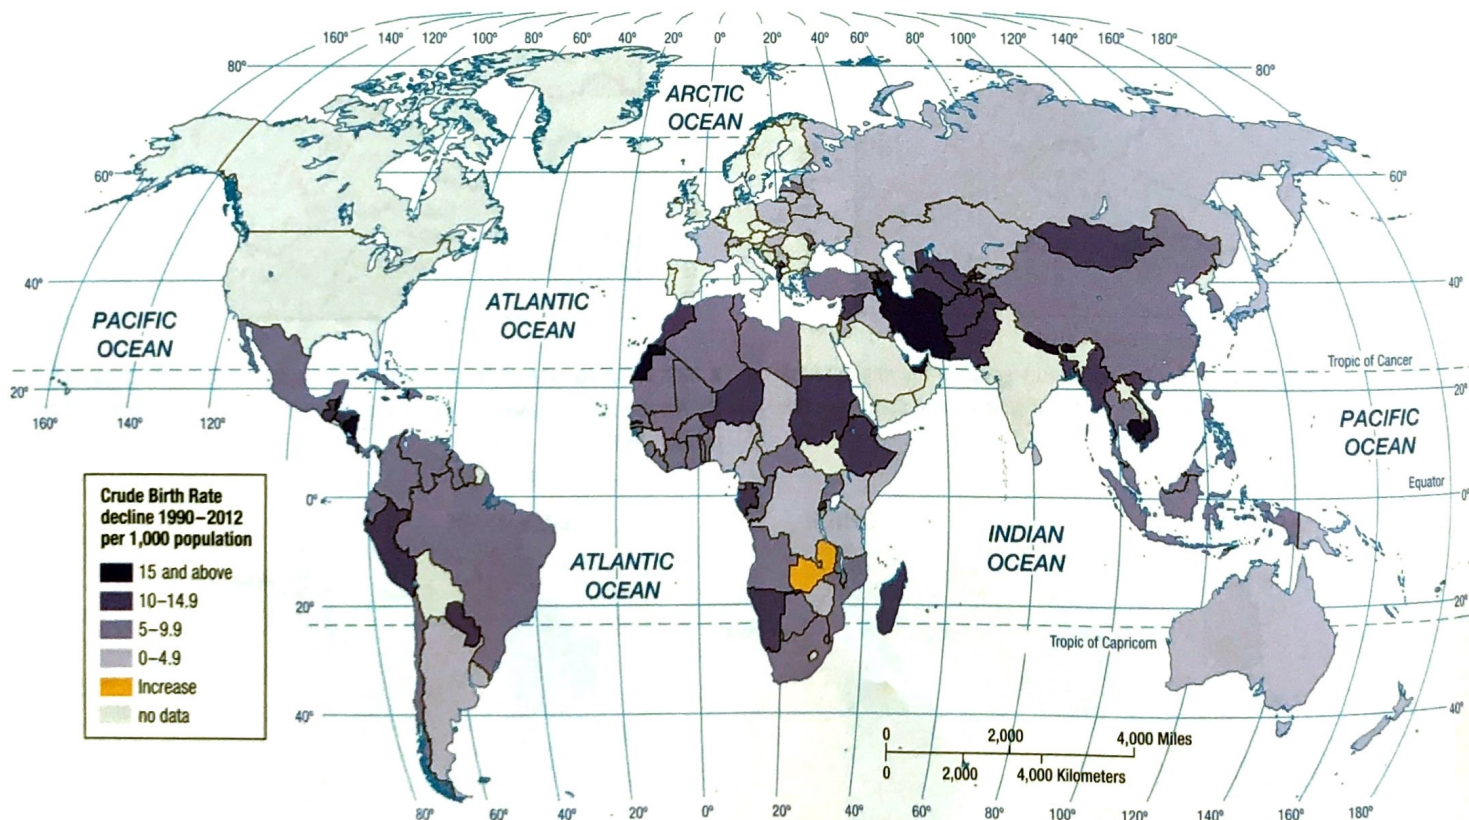 160° 140° 120° 100° 80° 60° 40° 20° 0° 20° 40° 60° 80° 100° 120° 140° 160° 180°
80° 80°
ARCTIC
OCEAN
60° 60°
40° 40°
ATLANTIC
OCEAN
PACIFIC
OCEAN
Tropic of Cancer
20° 20° 20°
160° 140° 120°
PACIFIC
OCEAN
Equator
0° 0° 0°
INDIAN
OCEAN
ATLANTIC
OCEAN
20° 20° 20°
Tropic of Capricorn
40° 40° 40°
Crude Birth Rate
decline 1990–2012
per 1,000 population
15 and above
10–14.9
5–9.9
0–4.9
Increase
no data
0 2,000 4,000 Miles
0 2,000 4,000 Kilometers
80° 60° 40° 20° 0° 20° 40° 60° 80° 100° 120° 140° 160° 180°